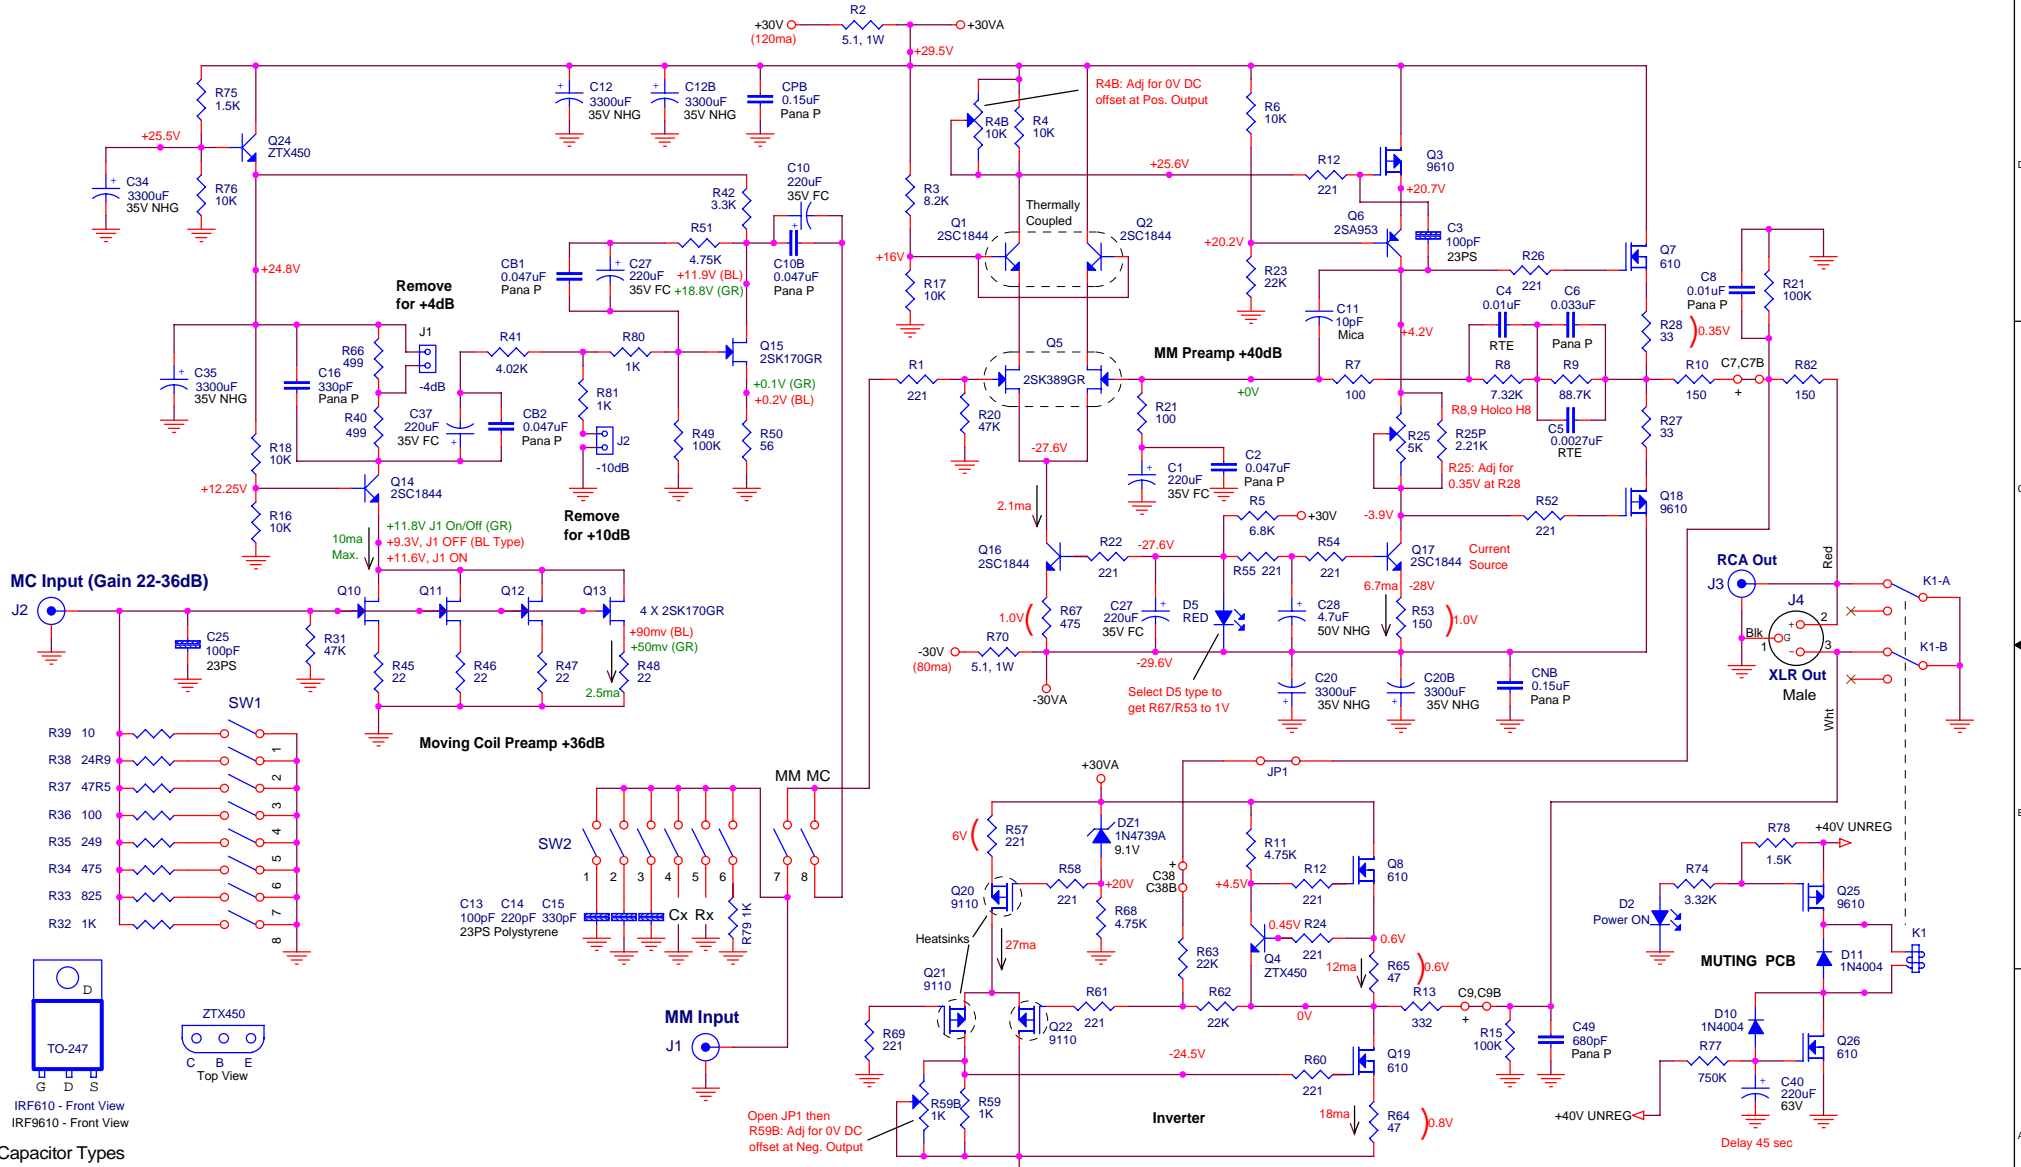 +30V
(120ma)
R2
5.1, 1W
+30VA
+29.5V
R75
1.5K
+25.5V
Q24
ZTX450
C34
3300uF
35V NHG
R76
10K
C12
3300uF
35V NHG
C12B
3300uF
35V NHG
CPB
0.15uF
Pana P
R4B
10K
R4
10K
R4B: Adj for 0V DC
offset at Pos. Output
R6
10K
R12
221
Q3
9610
+25.6V
+20.7V
C10
220uF
35V FC
R42
3.3K
R3
8.2K
Thermally
Coupled
Q1
2SC1844
Q2
2SC1844
Q6
2SA953
C3
100pF
23PS
+20.2V
+16V
R51
4.75K
+11.9V (BL)
+18.8V (GR)
CB1
0.047uF
Pana P
C27
220uF
35V FC
C10B
0.047uF
Pana P
R17
10K
R23
22K
R26
221
Q7
610
C8
0.01uF
Pana P
R21
100K
+24.8V
Remove
for +4dB
J1
-4dB
C35
3300uF
35V NHG
C16
330pF
Pana P
R66
499
R40
499
R41
4.02K
R80
1K
R81
1K
Q15
2SK170GR
+0.1V (GR)
+0.2V (BL)
C37
220uF
35V FC
CB2
0.047uF
Pana P
J2
-10dB
R49
100K
R50
56
C11
10pF
Mica
+4.2V
C4
0.01uF
RTE
C6
0.033uF
Pana P
R28
33
0.35V
Q5
2SK389GR
MM Preamp +40dB
R1
221
R20
47K
+0V
R7
100
R8
7.32K
R9
88.7K
R8,9 Holco H8
C5
0.0027uF
RTE
R10
150
C7,C7B
+
R82
150
R27
33
R21
100
-27.6V
R25
5K
R25P
2.21K
R25: Adj for
0.35V at R28
C1
220uF
35V FC
C2
0.047uF
Pana P
R18
10K
+12.25V
Q14
2SC1844
R16
10K
Remove
for +10dB
2.1ma
R5
6.8K
+30V
-3.9V
R52
221
Q18
9610
+11.8V J1 On/Off (GR)
+9.3V, J1 OFF (BL Type)
+11.6V, J1 ON
10ma
Max.
Q16
2SC1844
R22
221
-27.6V
R55 221
R54
221
Q17
2SC1844
Current
Source
6.7ma
-28V
RCA Out
J3
Red
K1-A
MC Input (Gain 22-36dB)
J2
C25
100pF
23PS
R31
47K
Q10
Q11
Q12
Q13
4 X 2SK170GR
+90mv (BL)
+50mv (GR)
R45
22
R46
22
R47
22
R48
22
2.5ma
1.0V
R67
475
C27
220uF
35V FC
D5
RED
C28
4.7uF
50V NHG
R53
150
1.0V
-30V
(80ma)
R70
5.1, 1W
-29.6V
-30VA
Select D5 type to
get R67/R53 to 1V
C20
3300uF
35V NHG
C20B
3300uF
35V NHG
CNB
0.15uF
Pana P
J4
Blk
1
G
+
2
−
3
XLR Out
Male
K1-B
Wht
Moving Coil Preamp +36dB
SW1
R39 10
R38 24R9
R37 47R5
R36 100
R35 249
R34 475
R33 825
R32 1K
1
2
3
4
5
6
7
8
MM MC
SW2
1
2
3
4
5
6
7
8
C13
100pF
23PS Polystyrene
C14
220pF
C15
330pF
Cx
Rx
R79 1K
+30VA
JP1
6V
R57
221
DZ1
1N4739A
9.1V
R58
221
+20V
Q20
9110
R68
4.75K
C38
C38B
+
R11
4.75K
+4.5V
R12
221
Q8
610
Heatsinks
27ma
R63
22K
0.45V
R24
221
0.6V
Q4
ZTX450
12ma
R65
47
0.6V
Q21
9110
Q22
9110
R61
221
R62
22K
0V
R13
332
C9,C9B
+
R15
100K
C49
680pF
Pana P
R69
221
-24.5V
R60
221
Q19
610
R59B
1K
R59
1K
Open JP1 then
R59B: Adj for 0V DC
offset at Neg. Output
Inverter
18ma
R64
47
0.8V
MM Input
J1
R78
1.5K
+40V UNREG
R74
3.32K
D2
Power ON
Q25
9610
K1
MUTING PCB
D11
1N4004
D10
1N4004
R77
750K
Q26
610
C40
220uF
63V
+40V UNREG
Delay 45 sec
D
TO-247
G D S
IRF610 - Front View
IRF9610 - Front View
ZTX450
C B E
Top View
Capacitor Types